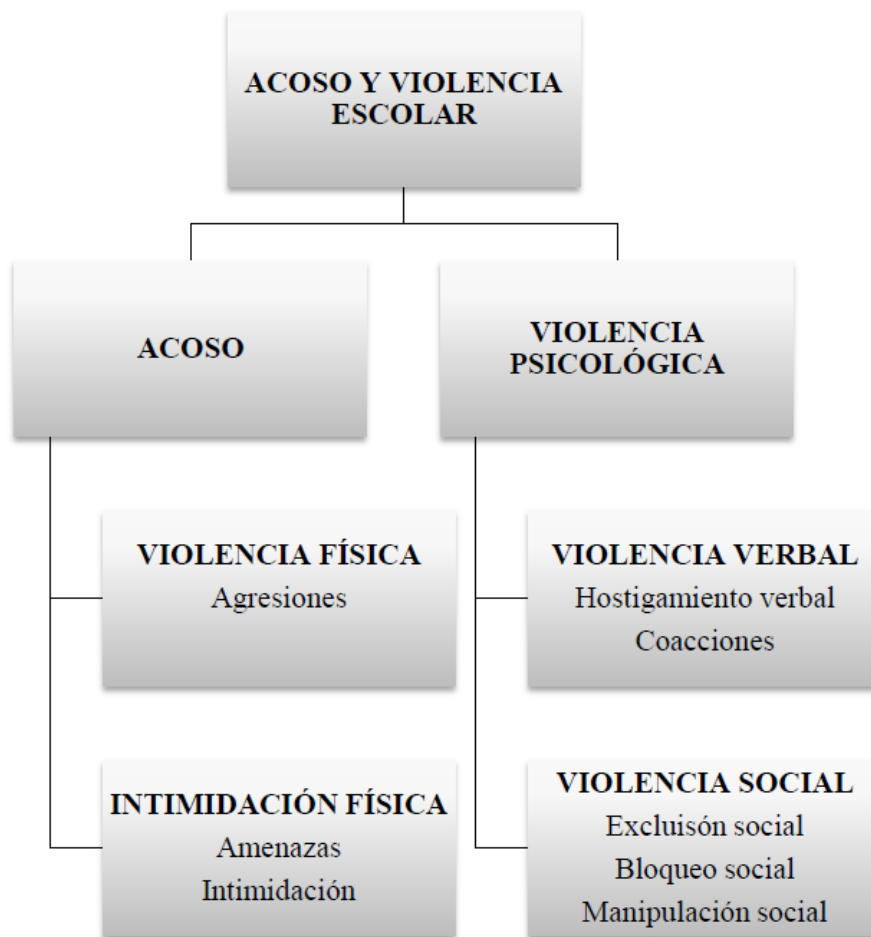 ACOSO Y VIOLENCIA
ESCOLAR
ACOSO
VIOLENCIA
PSICOLÓGICA
VIOLENCIA FÍSICA
Agresiones
INTIMIDACIÓN FÍSICA
Amenazas
Intimidación
VIOLENCIA VERBAL
Hostigamiento verbal
Coacciones
VIOLENCIA SOCIAL
Excluisón social
Bloqueo social
Manipulación social